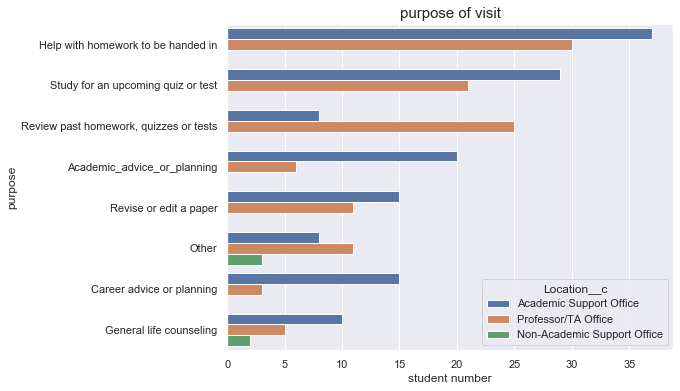 purpose of visit
purpose
Help with homework to be handed in
Study for an upcoming quiz or test
Review past homework, quizzes or tests
Academic_advice_or_planning
Revise or edit a paper
Other
Career advice or planning
General life counseling
Location__c
Academic Support Office
Professor/TA Office
Non-Academic Support Office
0 5 10 15 20 25 30 35
student number